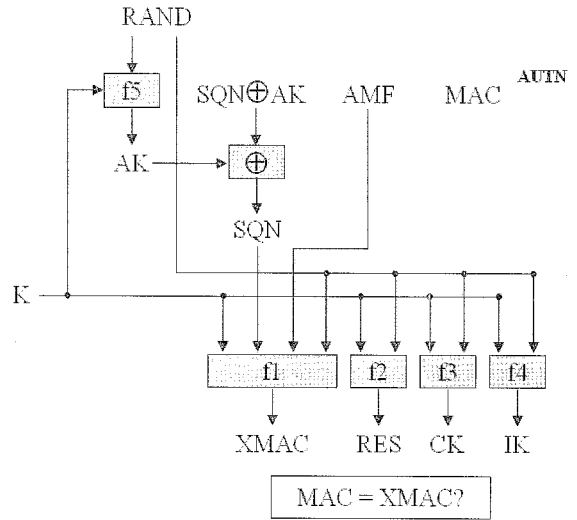 RAND
AUTN
f5 SQN⊕AK AMF MAC
AK ⊕
SQN
K
f1 f2 f3 f4
XMAC RES CK IK
MAC = XMAC?